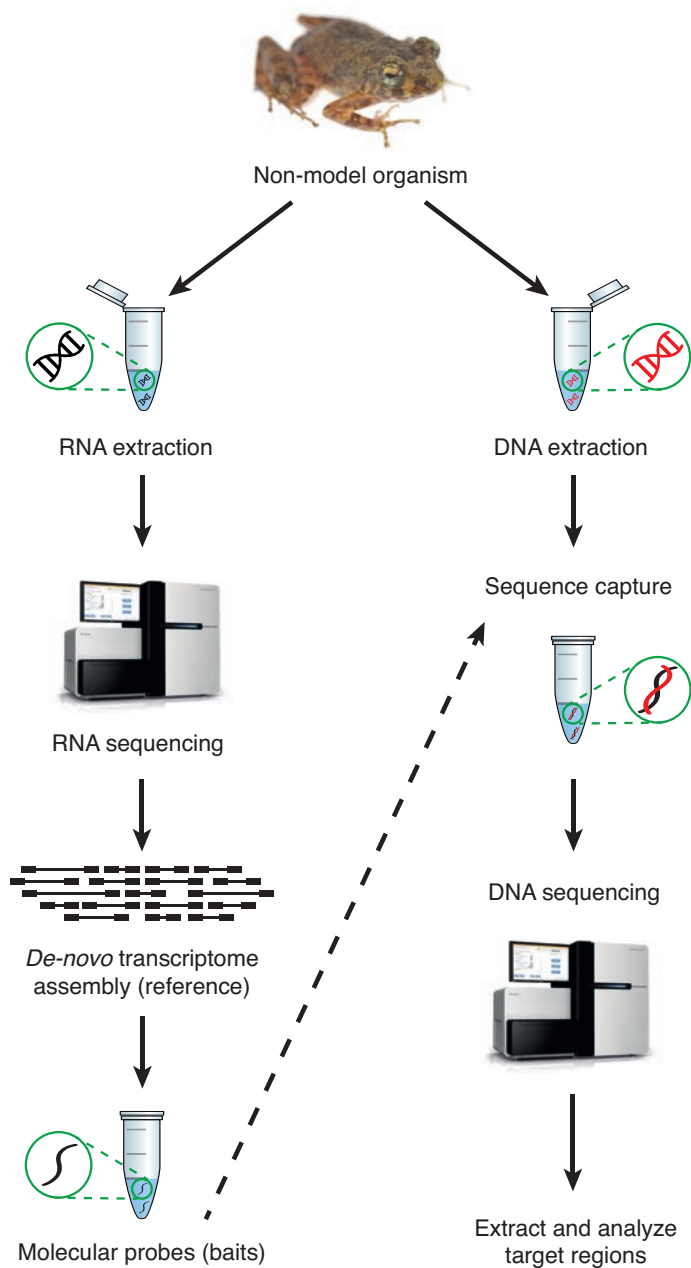 Non-model organism
RNA extraction
RNA sequencing
De-novo transcriptome
assembly (reference)
Molecular probes (baits)
DNA extraction
Sequence capture
DNA sequencing
Extract and analyze
target regions